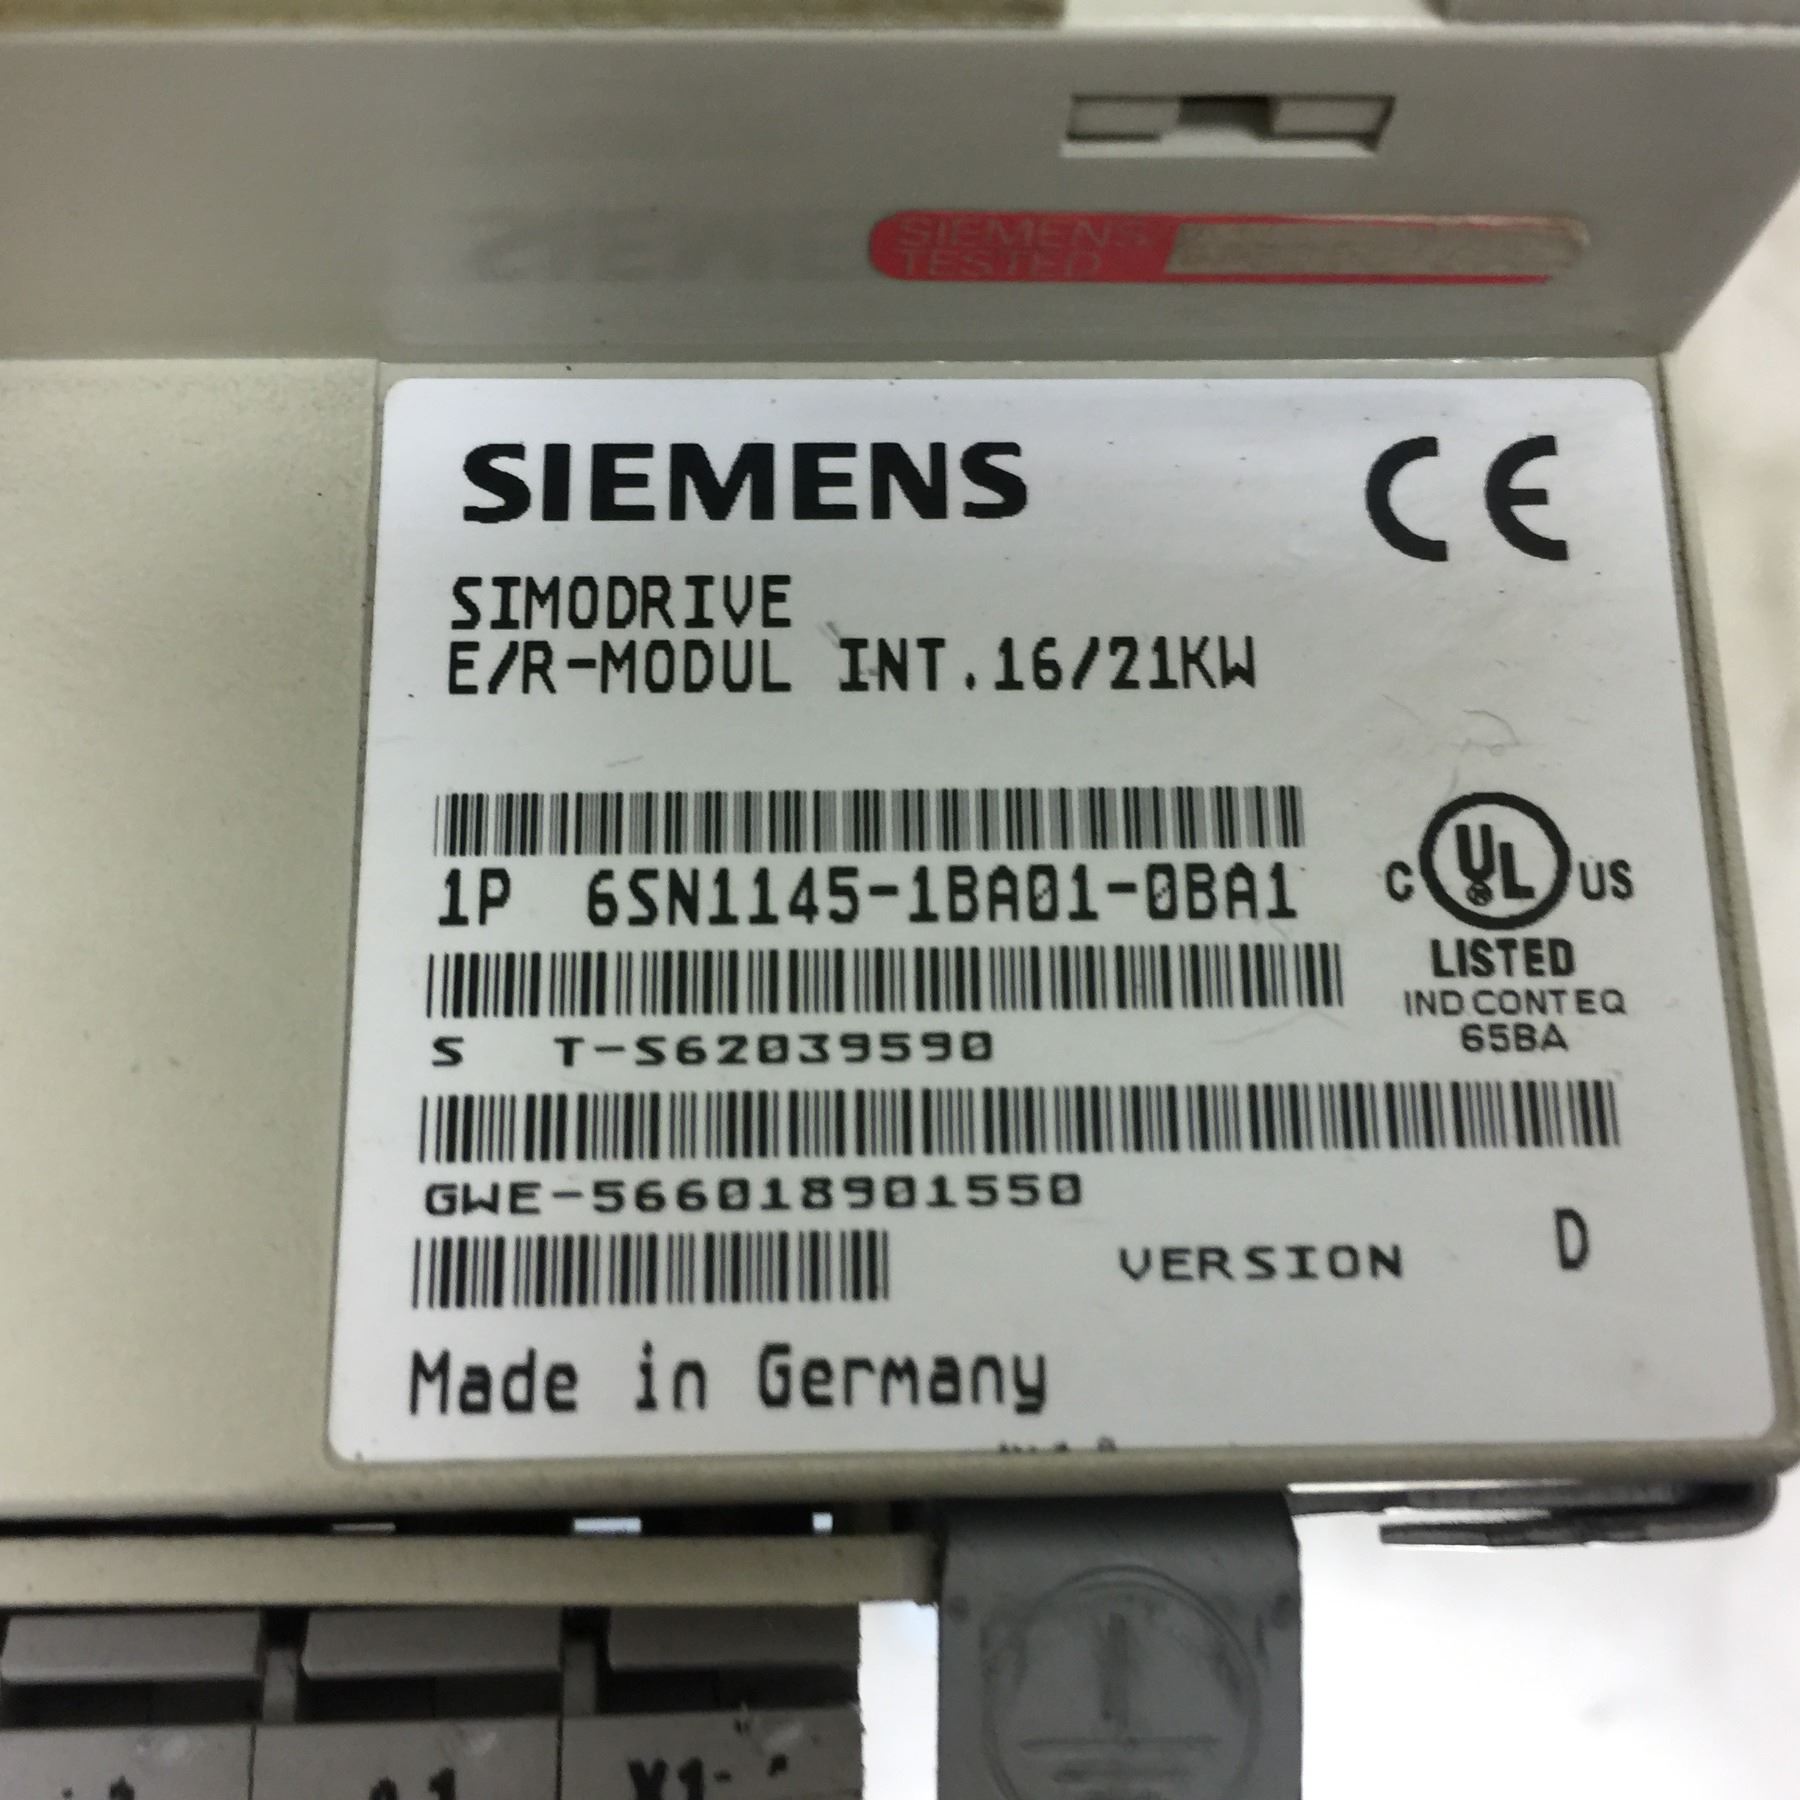 SIEMENS
TESTED
SIEMENS
CE
SIMODRIVE
E/R-MODUL INT.16/21KW
1P 6SN1145-1BA01-0BA1
C UL US
LISTED
IND.CONT.EQ
65BA
S T-S62039590
GWE-566018901550
VERSION D
Made in Germany